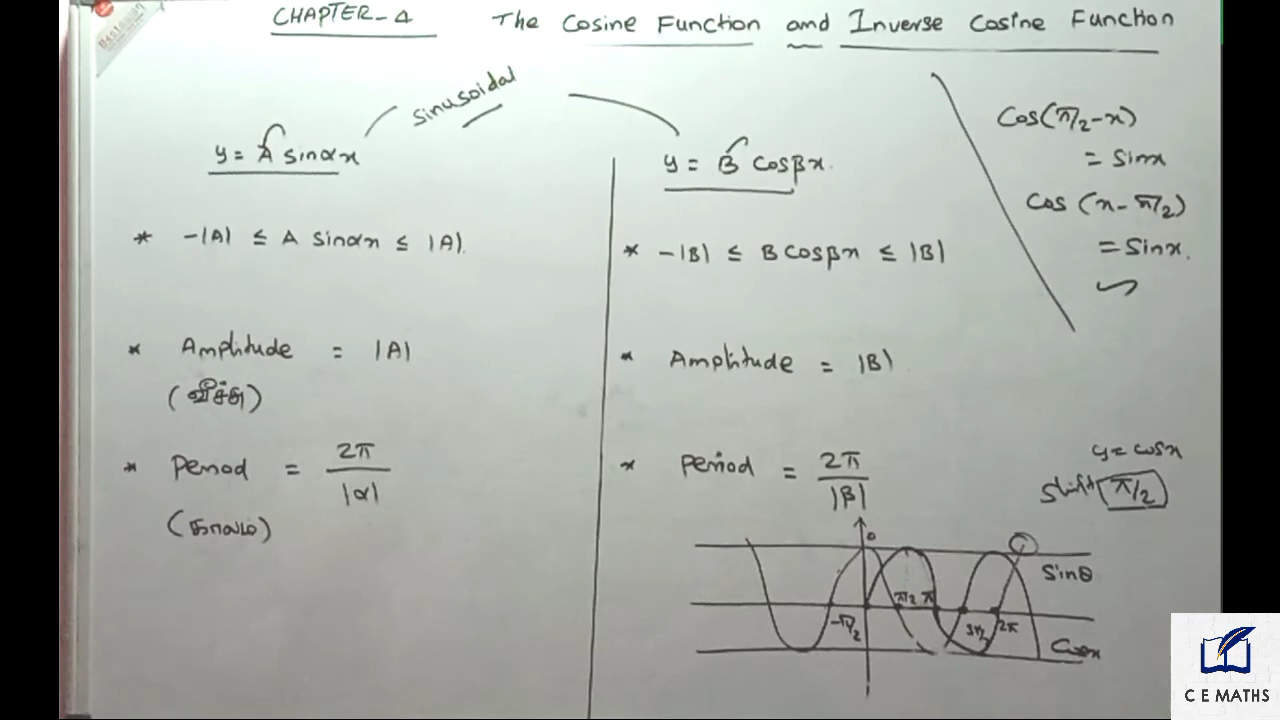 CHAPTER-4 The Cosine Function and Inverse Cosine Function
sinusoidal
y = A sinαx
* -|A| ≤ A sinαx ≤ |A|.
* Amplitude = |A|
(வீச்சு)
* Period = 2π/|α|
(காலம்)
y = B cosβx.
* -|B| ≤ B cosβx ≤ |B|
* Amplitude = |B|
* Period = 2π/|β|
Cos(π/2-x)
= sinx
Cos (x-π/2)
= Sinx.
y= cosx
Shift π/2
Sinθ
-π/2 π/2 π 3π/2 2π
Cosx
C E MATHS